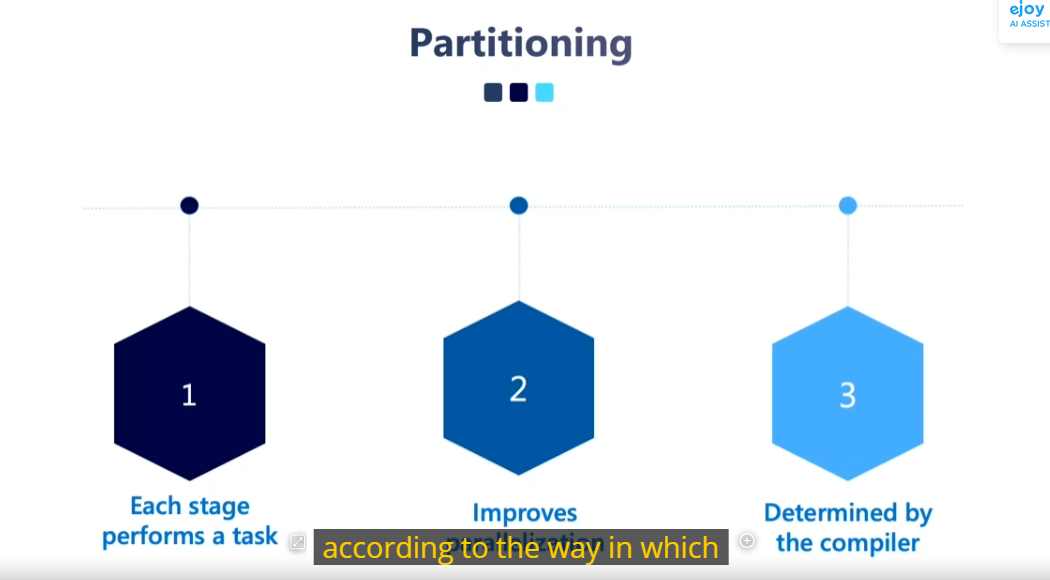 ejoy
AI ASSIST
Partitioning
1
2
3
Each stage
performs a task
Improves
parallelization
Determined by
the compiler
according to the way in which